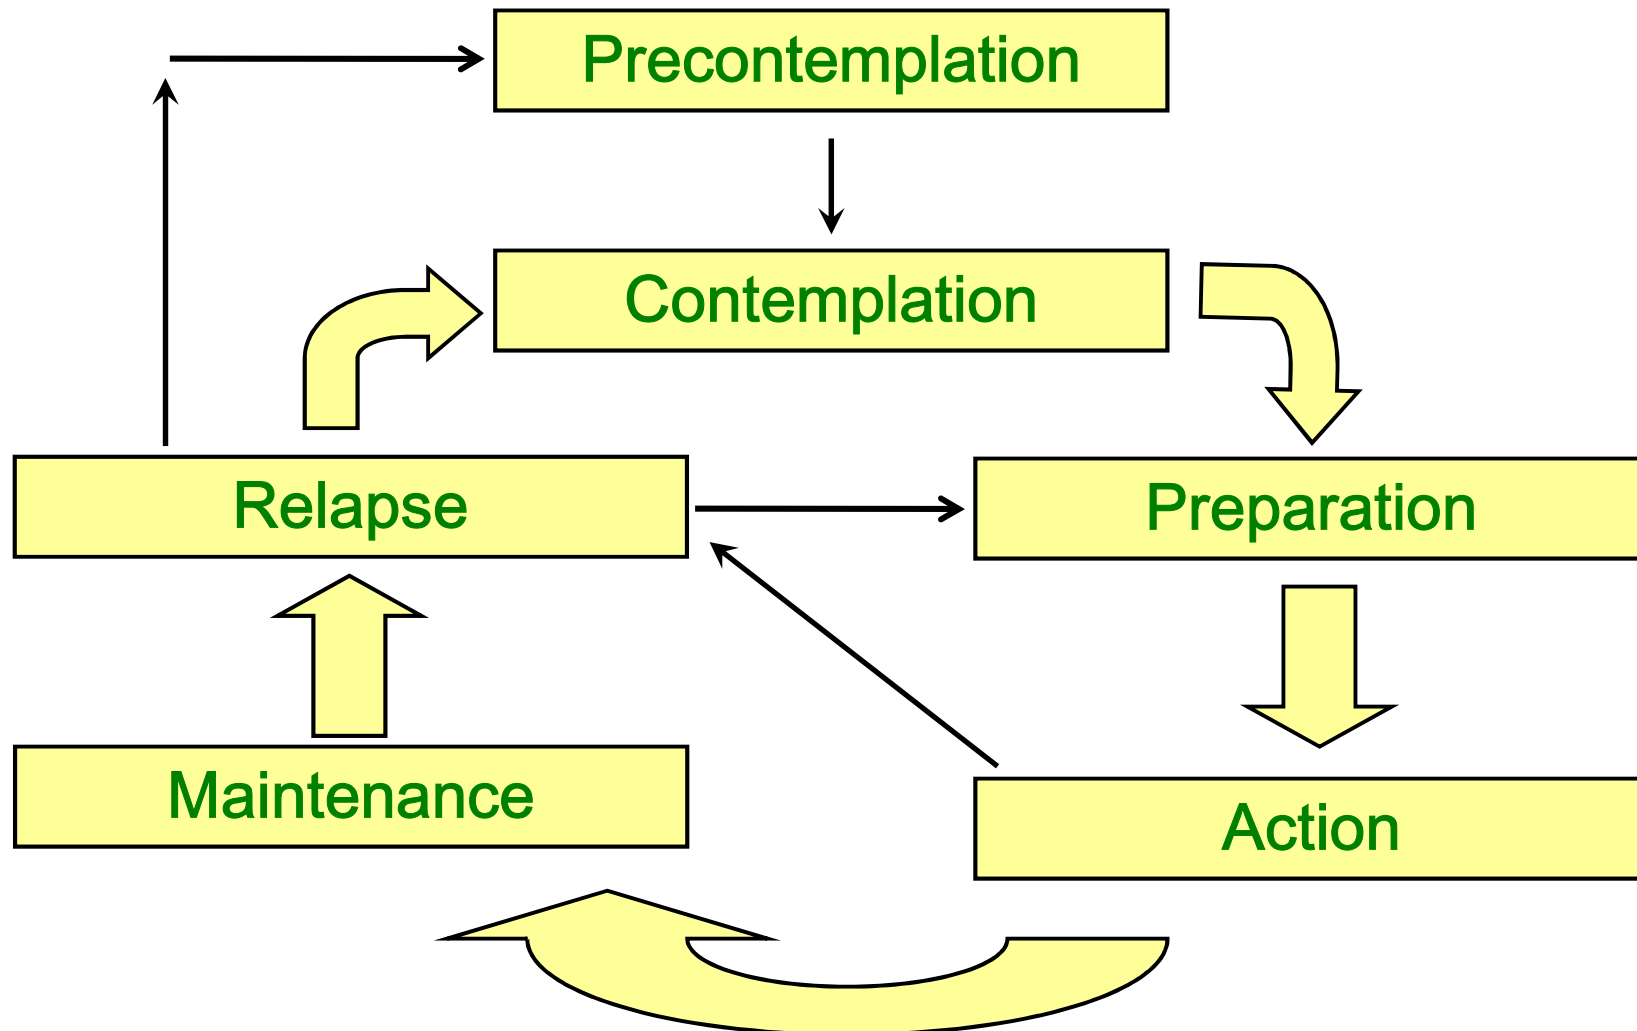 Precontemplation
Contemplation
Relapse
Preparation
Maintenance
Action